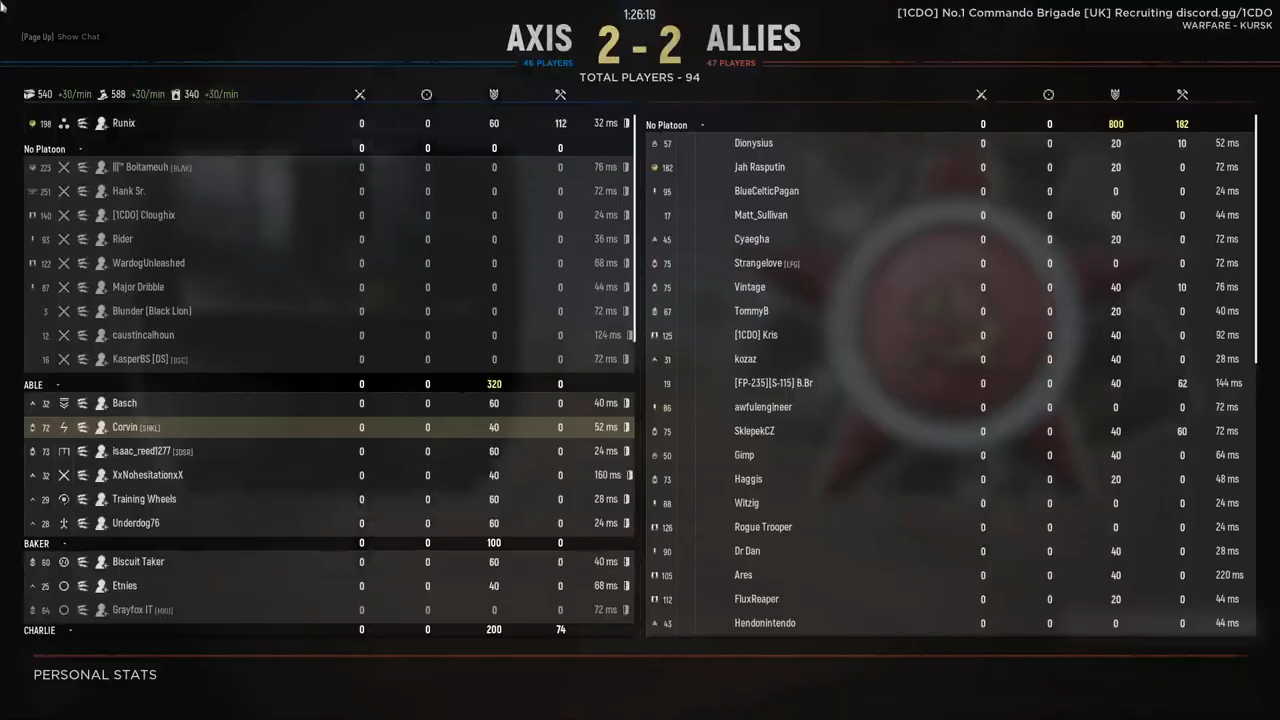 1:26:19
[1CDO] No.1 Commando Brigade [UK] Recruiting discord.gg/1CDO
WARFARE - KURSK
[Page Up] Show Chat
AXIS 2 - 2 ALLIES
46 PLAYERS 47 PLAYERS
TOTAL PLAYERS - 94
540 +30/min 588 +30/min 340 +30/min
198 Runix 0 0 60 112 32 ms
No Platoon - 0 0 0 0
223 Boitameuh [BLAK] 0 0 0 0 76 ms
251 Hank Sr. 0 0 0 0 72 ms
140 [1CDO] Cloughix 0 0 0 0 24 ms
93 Rider 0 0 0 0 36 ms
122 WardogUnleashed 0 0 0 0 68 ms
87 Major Dribble 0 0 0 0 44 ms
3 Blunder [Black Lion] 0 0 0 0 72 ms
12 caustincalhoun 0 0 0 0 124 ms
16 KasperBS [DS] 0 0 0 0 72 ms
ABLE - 0 0 320 0
32 Basch 0 0 60 0 40 ms
72 Corvin [SHKL] 0 0 40 0 52 ms
73 isaac_reed1277 0 0 60 0 24 ms
32 XxNohesitationxX 0 0 40 0 160 ms
29 Training Wheels 0 0 60 0 28 ms
28 Underdog76 0 0 60 0 24 ms
BAKER - 0 0 100 0
60 Biscuit Taker 0 0 60 0 40 ms
25 Etnies 0 0 40 0 68 ms
64 Grayfox IT 0 0 0 0 72 ms
CHARLIE - 0 0 200 74
No Platoon - 0 0 800 182
57 Dionysius 0 0 20 10 52 ms
182 Jah Rasputin 0 0 20 0 72 ms
95 BlueCelticPagan 0 0 0 0 24 ms
17 Matt_Sullivan 0 0 60 0 44 ms
45 Cyaegha 0 0 20 0 72 ms
75 Strangelove [LFG] 0 0 0 0 72 ms
75 Vintage 0 0 40 10 76 ms
67 TommyB 0 0 20 0 40 ms
125 [1CDO] Kris 0 0 40 0 92 ms
31 kozaz 0 0 40 0 28 ms
19 [FP-235][S-115] B.Br 0 0 40 62 144 ms
86 awfulengineer 0 0 0 0 72 ms
75 SklepekCZ 0 0 40 60 72 ms
50 Gimp 0 0 40 0 64 ms
73 Haggis 0 0 20 0 48 ms
88 Witzig 0 0 0 0 24 ms
126 Rogue Trooper 0 0 0 0 24 ms
90 Dr Dan 0 0 40 0 28 ms
105 Ares 0 0 40 0 220 ms
112 FluxReaper 0 0 20 0 44 ms
43 Hendonintendo 0 0 0 0 44 ms
PERSONAL STATS